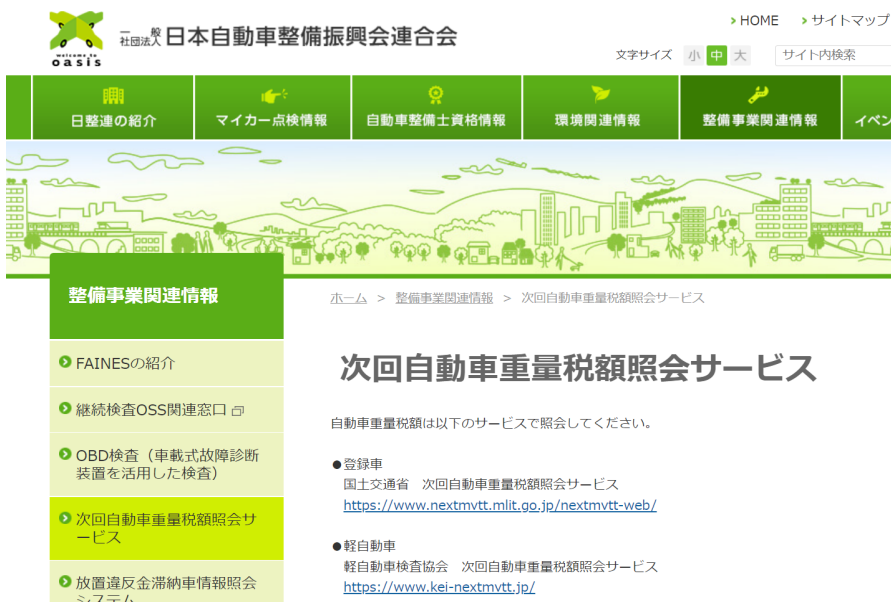 HOME サイトマップ
一般社団法人 日本自動車整備振興会連合会
welcome to
oasis
文字サイズ 小 中 大 サイト内検索
日整連の紹介 マイカー点検情報 自動車整備士資格情報 環境関連情報 整備事業関連情報 イベン
整備事業関連情報
ホーム > 整備事業関連情報 > 次回自動車重量税額照会サービス
FAINESの紹介
継続検査OSS関連窓口
OBD検査（車載式故障診断
装置を活用した検査）
次回自動車重量税額照会サ
ービス
放置違反金滞納車情報照会
システム
次回自動車重量税額照会サービス
自動車重量税額は以下のサービスで照会してください。
●登録車
国土交通省　次回自動車重量税額照会サービス
https://www.nextmvtt.mlit.go.jp/nextmvtt-web/
●軽自動車
軽自動車検査協会　次回自動車重量税額照会サービス
https://www.kei-nextmvtt.jp/